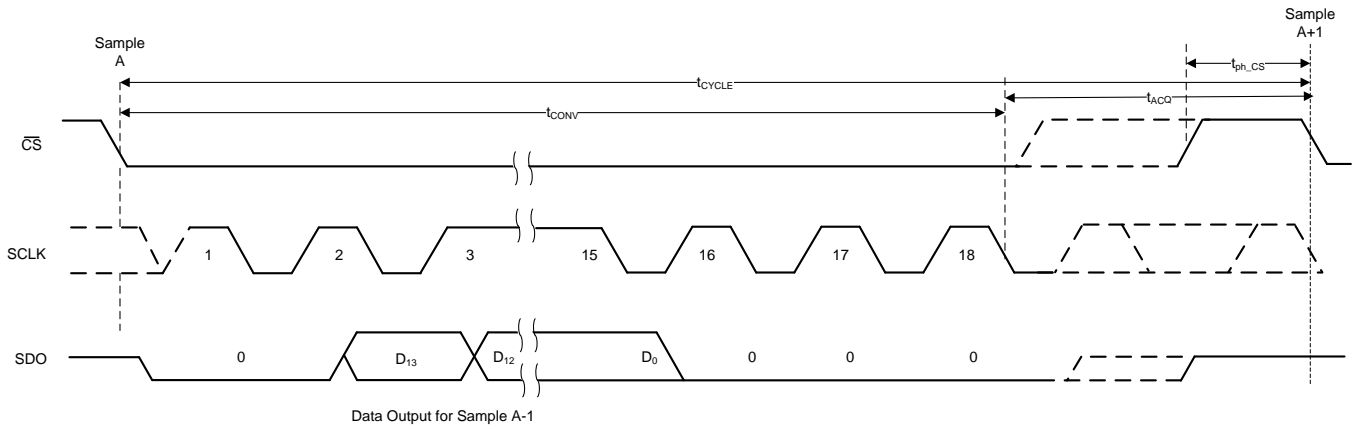 Sample
A
Sample
A+1
tph_CS
tCYCLE
tACQ
tCONV
CS
SCLK
1
2
3
15
16
17
18
SDO
0
D13
D12
D0
0
0
0
Data Output for Sample A-1